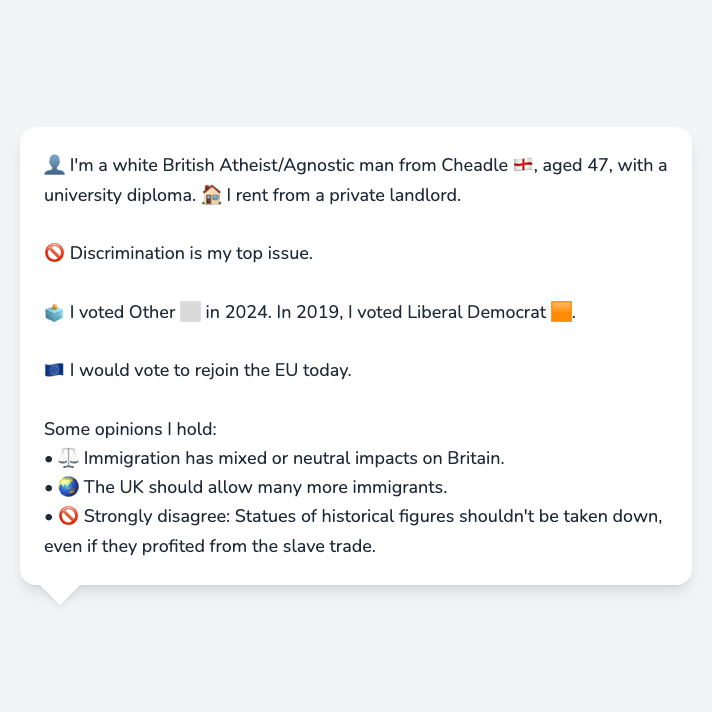 👤 I'm a white British Atheist/Agnostic man from Cheadle 🏴󠁧󠁢󠁥󠁮󠁧󠁿, aged 47, with a
university diploma. 🏠 I rent from a private landlord.
🚫 Discrimination is my top issue.
🗳️ I voted Other ⬜ in 2024. In 2019, I voted Liberal Democrat 🟧.
🇪🇺 I would vote to rejoin the EU today.
Some opinions I hold:
• ⚖️ Immigration has mixed or neutral impacts on Britain.
• 🌏 The UK should allow many more immigrants.
• 🚫 Strongly disagree: Statues of historical figures shouldn't be taken down,
even if they profited from the slave trade.